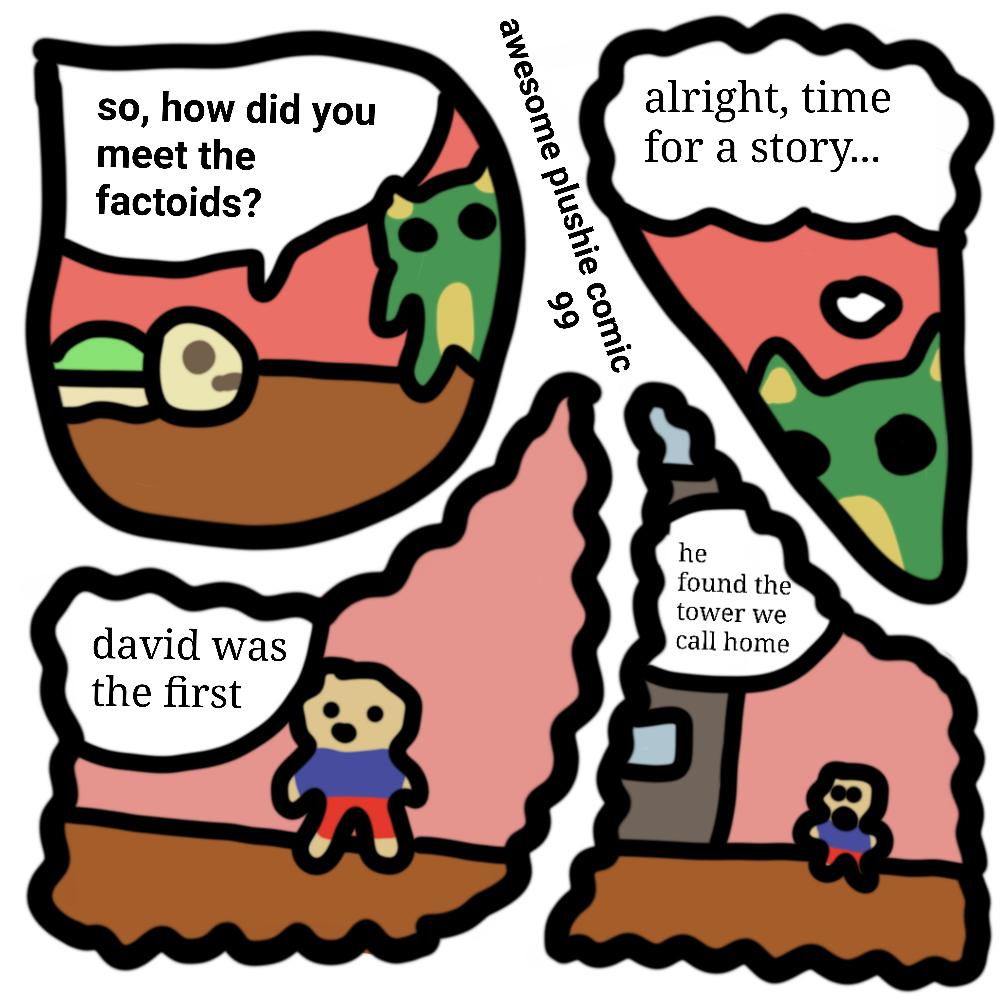 so, how did you
meet the
factoids?
awesome plushie comic
99
alright, time
for a story...
david was
the first
he
found the
tower we
call home